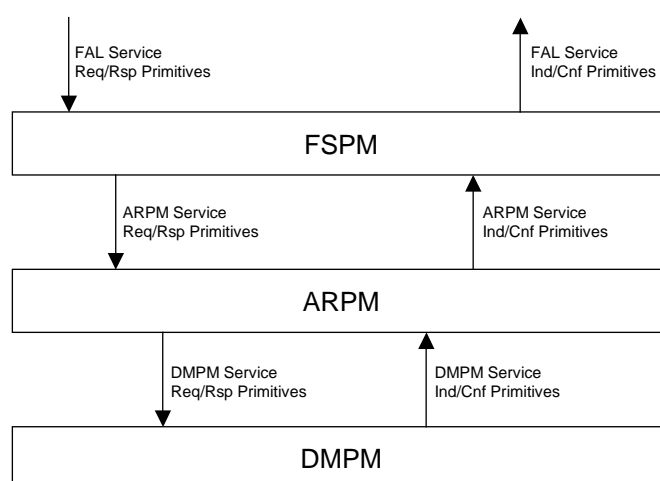 FAL Service
Req/Rsp Primitives
FAL Service
Ind/Cnf Primitives
FSPM
ARPM Service
Req/Rsp Primitives
ARPM Service
Ind/Cnf Primitives
ARPM
DMPM Service
Req/Rsp Primitives
DMPM Service
Ind/Cnf Primitives
DMPM